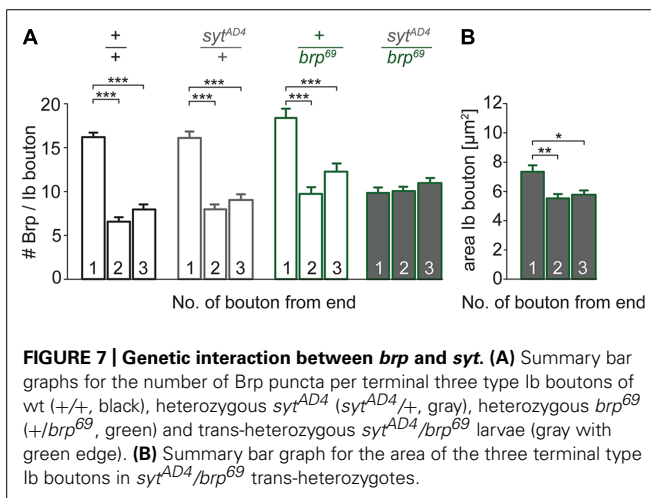 A
+
+
syt^AD4
+
+
brp^69
syt^AD4
brp^69
B
***
***
***
***
***
***
*
**
20
15
10
5
0
# Brp / Ib bouton
1 2 3
1 2 3
1 2 3
1 2 3
No. of bouton from end
12
10
8
6
4
2
0
area Ib bouton [µm²]
1 2 3
No. of bouton from end
FIGURE 7 | Genetic interaction between brp and syt. (A) Summary bar
graphs for the number of Brp puncta per terminal three type Ib boutons of
wt (+/+, black), heterozygous syt^AD4 (syt^AD4/+, gray), heterozygous brp^69
(+/brp^69, green) and trans-heterozygous syt^AD4/brp^69 larvae (gray with
green edge). (B) Summary bar graph for the area of the three terminal type
Ib boutons in syt^AD4/brp^69 trans-heterozygotes.